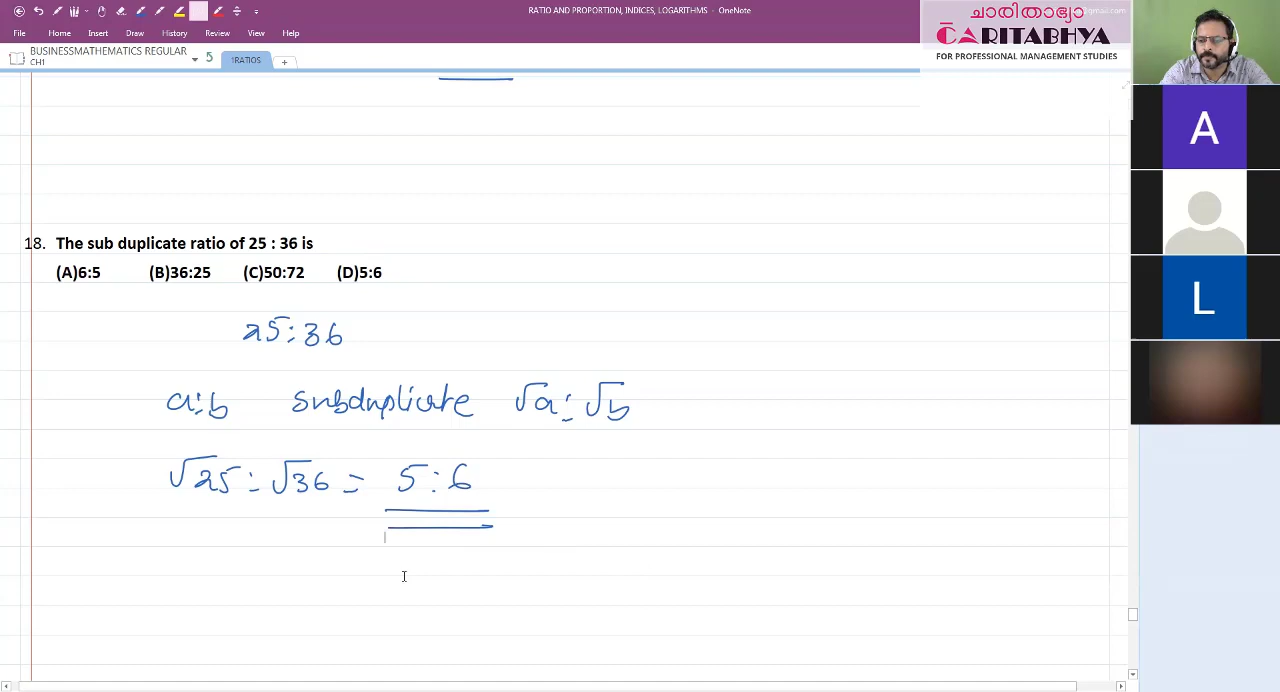 RATIO AND PROPORTION, INDICES, LOGARITHMS - OneNote
File Home Insert Draw Review History View Help
BUSINESSMATHEMATICS REGULAR
CH1
5
1RATIOS
ചാരിതാഭ്യാ
@gmail.com
CARITABHYA
FOR PROFESSIONAL MANAGEMENT STUDIES
A
L
18. The sub duplicate ratio of 25 : 36 is
(A)6:5 (B)36:25 (C)50:72 (D)5:6
25:36
a:b subduplicate √a:√b
√25:√36 = 5:6